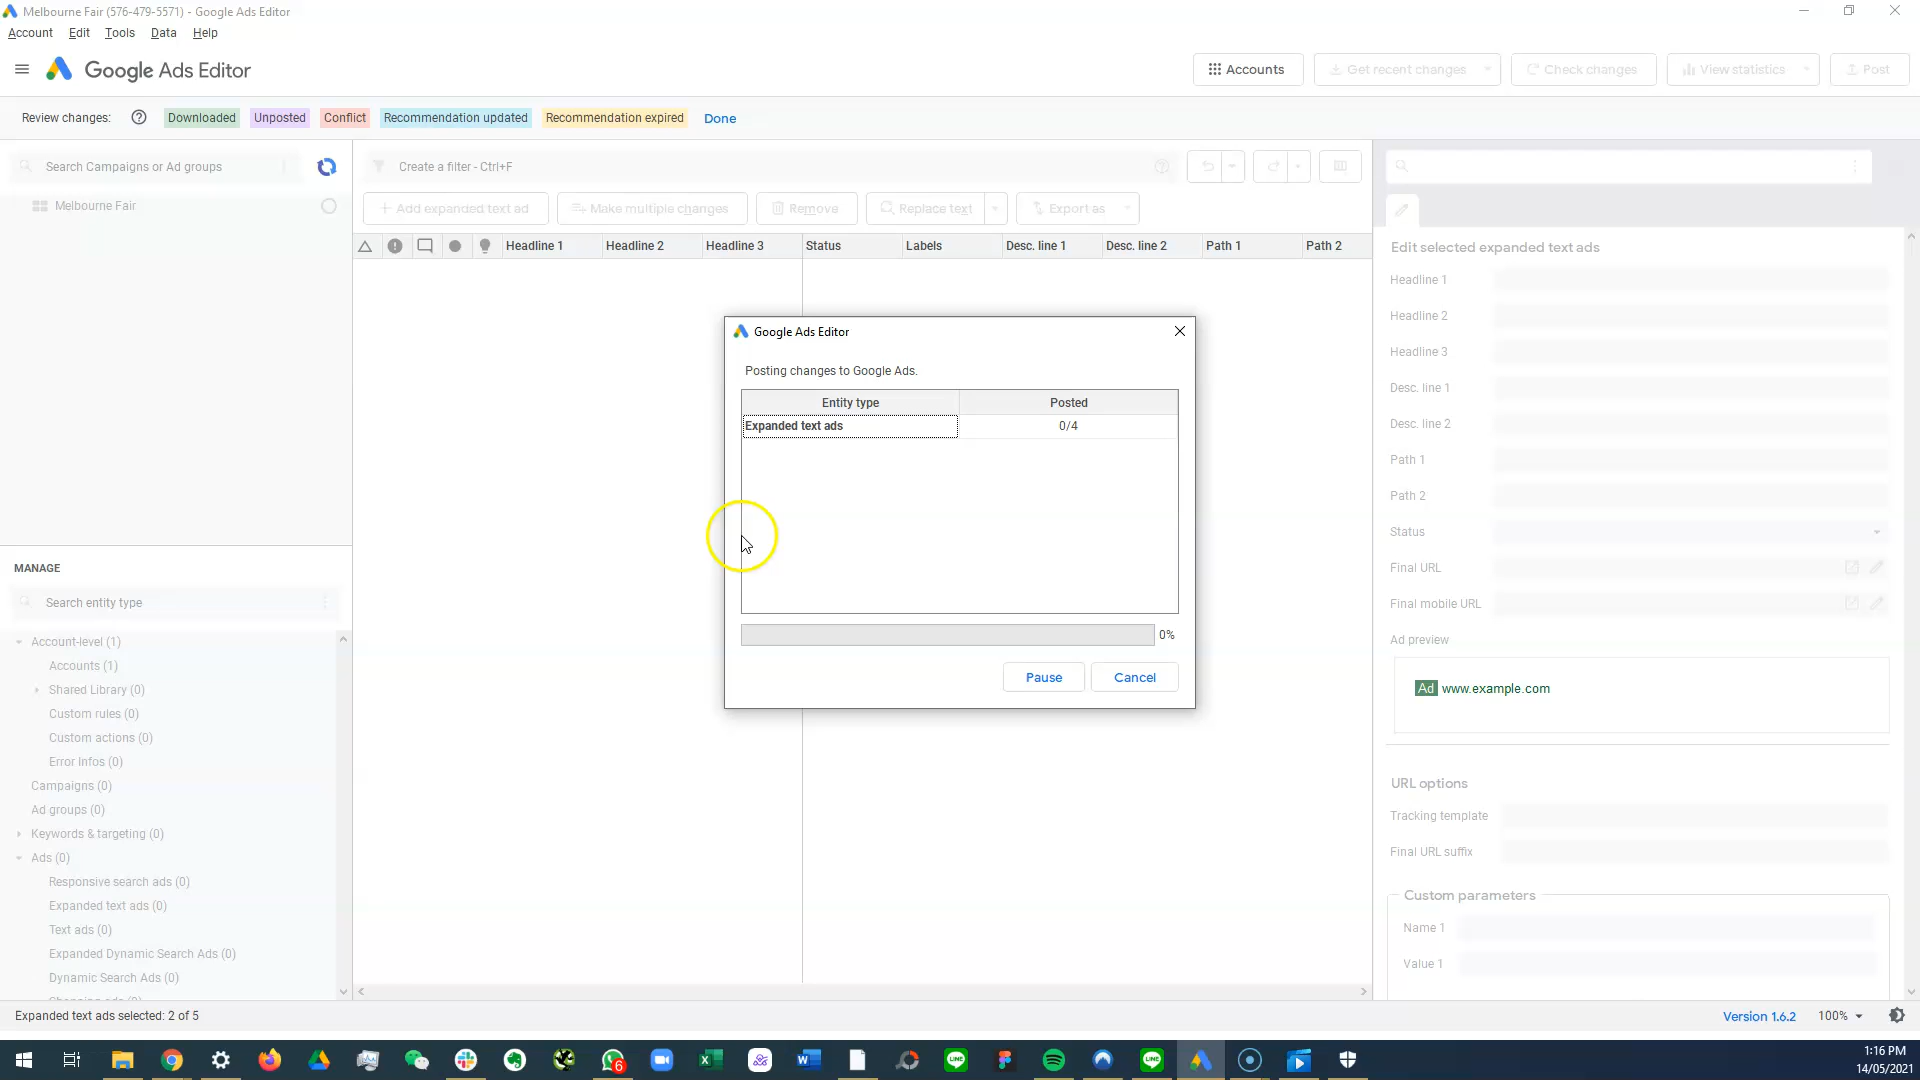 Melbourne Fair (576-479-5571) - Google Ads Editor
Account Edit Tools Data Help
Google Ads Editor
Accounts
Get recent changes
Check changes
View statistics
Post
Review changes:
Downloaded
Unposted
Conflict
Recommendation updated
Recommendation expired
Done
Search Campaigns or Ad groups
Create a filter - Ctrl+F
Melbourne Fair
Add expanded text ad
Make multiple changes
Remove
Replace text
Export as
Headline 1 Headline 2 Headline 3 Status Labels Desc. line 1 Desc. line 2 Path 1 Path 2
Edit selected expanded text ads
Headline 1
Headline 2
Headline 3
Desc. line 1
Desc. line 2
Path 1
Path 2
Status
Final URL
Final mobile URL
Ad preview
Ad www.example.com
URL options
Tracking template
Final URL suffix
Custom parameters
Name 1
Value 1
Google Ads Editor
Posting changes to Google Ads.
Entity type Posted
Expanded text ads 0/4
0%
Pause Cancel
MANAGE
Search entity type
Account-level (1)
Accounts (1)
Shared Library (0)
Custom rules (0)
Custom actions (0)
Error Infos (0)
Campaigns (0)
Ad groups (0)
Keywords & targeting (0)
Ads (0)
Responsive search ads (0)
Expanded text ads (0)
Text ads (0)
Expanded Dynamic Search Ads (0)
Dynamic Search Ads (0)
Expanded text ads selected: 2 of 5
Version 1.6.2 100%
6
1:16 PM
14/05/2021